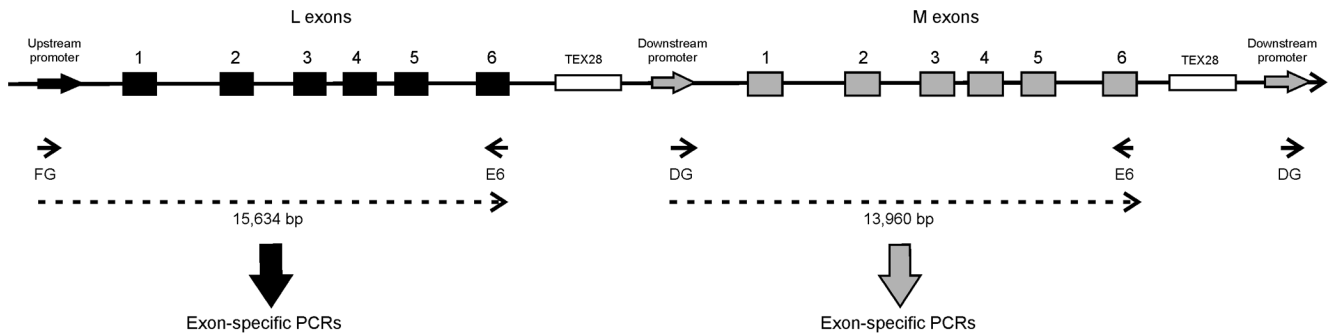 L exons
M exons
Upstream
promoter
1
2
3
4
5
6
TEX28
Downstream
promoter
1
2
3
4
5
6
TEX28
Downstream
promoter
FG
E6
DG
E6
DG
15,634 bp
13,960 bp
Exon-specific PCRs
Exon-specific PCRs